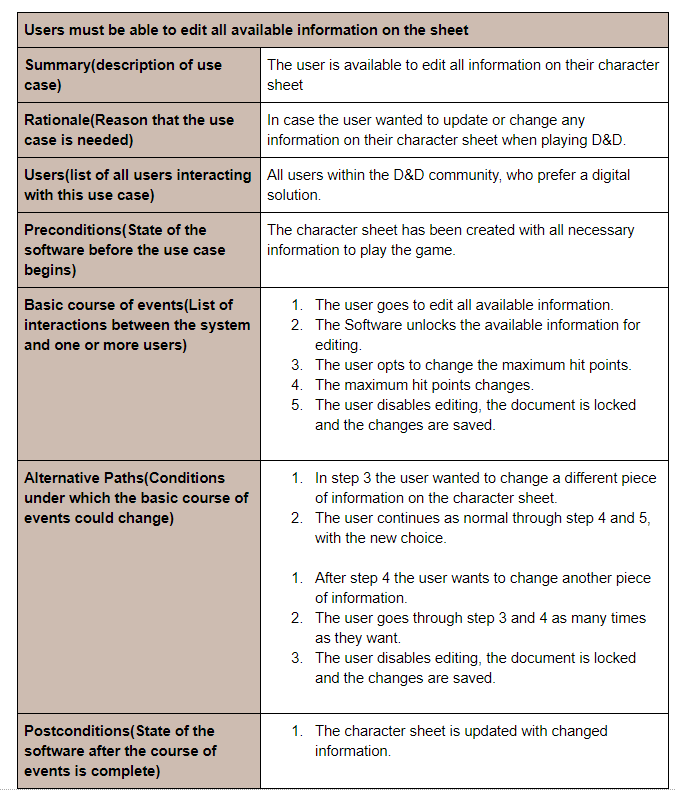 Users must be able to edit all available information on the sheet
Summary(description of use
case)
The user is available to edit all information on their character
sheet
Rationale(Reason that the use
case is needed)
In case the user wanted to update or change any
information on their character sheet when playing D&D.
Users(list of all users interacting
with this use case)
All users within the D&D community, who prefer a digital
solution.
Preconditions(State of the
software before the use case
begins)
The character sheet has been created with all necessary
information to play the game.
Basic course of events(List of
interactions between the system
and one or more users)
1. The user goes to edit all available information.
2. The Software unlocks the available information for
editing.
3. The user opts to change the maximum hit points.
4. The maximum hit points changes.
5. The user disables editing, the document is locked
and the changes are saved.
Alternative Paths(Conditions
under which the basic course of
events could change)
1. In step 3 the user wanted to change a different piece
of information on the character sheet.
2. The user continues as normal through step 4 and 5,
with the new choice.
1. After step 4 the user wants to change another piece
of information.
2. The user goes through step 3 and 4 as many times
as they want.
3. The user disables editing, the document is locked
and the changes are saved.
Postconditions(State of the
software after the course of
events is complete)
1. The character sheet is updated with changed
information.